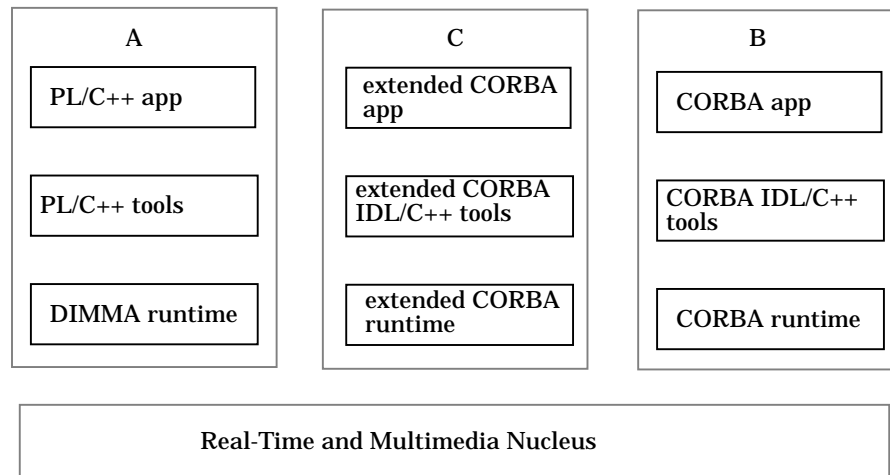 A
PL/C++ app
PL/C++ tools
DIMMA runtime
C
extended CORBA
app
extended CORBA
IDL/C++ tools
extended CORBA
runtime
B
CORBA app
CORBA IDL/C++
tools
CORBA runtime
Real-Time and Multimedia Nucleus